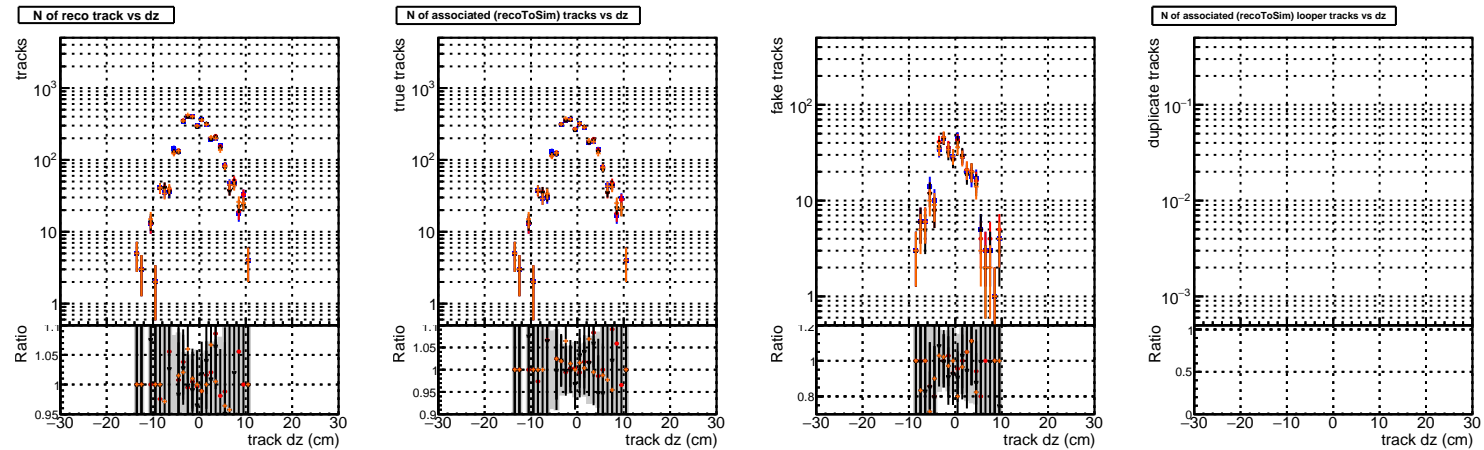 N of reco track vs dz
tracks
10³
10²
10
1
Ratio
1.1
1.05
1
0.95
−30 −20 −10 0 10 20 30
track dz (cm)
N of associated (recoToSim) tracks vs dz
true tracks
10³
10²
10
1
Ratio
1.1
1.05
1
0.95
0.9
−30 −20 −10 0 10 20 30
track dz (cm)
fake tracks
10²
10
1
Ratio
1.2
1
0.8
−30 −20 −10 0 10 20 30
track dz (cm)
N of associated (recoToSim) looper tracks vs dz
duplicate tracks
10⁻¹
10⁻²
10⁻³
Ratio
1
0.5
0
−30 −20 −10 0 10 20 30
track dz (cm)